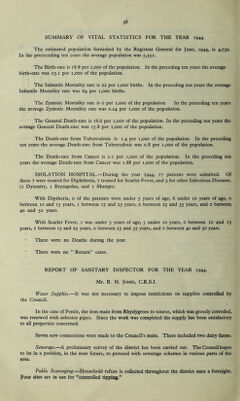 36
SUMMARY OF VITAL STATISTICS FOR THE YEAR 1944
The estimated population furnished by the Registrar General for June, 1944, is 4,730.
In the preceeding ten years the average population was 5,352.
The Birth-rate is 18.8 per 1,000 of the population. In the preceding ten years the average
birth-rate was 13.1 per 1,000 of the population.
The Infantile Mortality rate is 22 per 1,000 births. In the preceding ten years the average
Infantile Mortality rate was 64 per 1,000 births.
The Zymotic Mortality rate is 0 per 1,000 of the population. In the preceding ten years
the average Zymotic Mortality rate was 0.24 per 1,000 of the population.
The General Death-rate is 16.6 per 1,000 of the population. In the preceding ten years the
average General Death-rate was 15.8 per 1,000 of the population.
The Death-rate from Tuberculosis is 1.4 per 1,000 of the population. In the preceding
ten years the average Death-rate from Tuberculosis was 0.8 per 1,000 of the population.
The Death-rate from Cancer is 2.1 per 1,000 of the population. In the preceding ten
years the average Death-rate from Cancer was 1.88 per 1,000 of the population.
ISOLATION HOSPITAL.—During the year 1944, 17 patients were admitted. Of
these 7 were treated for Diphtheria, 7 treated for Scarlet Fever, and 3 for other Infectious Diseases.
(1 Dysentery, 1 Erysapelas, and 1 Mumps).
With Diptheria, 0 of the patients were under 5 years of age, 6 under 10 years of age, 0
between 10 and 15 years, 1 between 15 and 25 years, 0 between 25 and 35 years, and 0 between
40 and 50 years.
With Scarlet Fever, 1 was under 5 years of age, 3 under 10 years, 0 between 10 and 15
years, 1 between 15 and 25 years, 0 between 25 and 35 years, and 0 between 40 and 50 years.
There were no Deaths during the year.
There were no "Return" cases.
REPORT OF SANITARY INSPECTOR FOR THE YEAR 1944.
Mr. R. H. Jones, C.R.S.I.
Water Supplies.—It was not necessary to impose restrictions on supplies controlled by
the Council.
In the case of Pentir, the iron main from Rhydygroes to source, which was grossly corroded,
was renewed with asbestos pipes. Since the work was completed the supply has been satisfactory
to all properties concerned.
Seven new connections were made to the Council's main. These included two dairy farms.
Sewerage.—A preliminary survey of the district has been carried out. The Council hopes
to be in a position, in the near future, to proceed with sewerage schemes in various parts of the
area.
Public Scavenging.—Household refuse is collected throughout the district once a fortnight.
Four sites are in use for "controlled tipping."